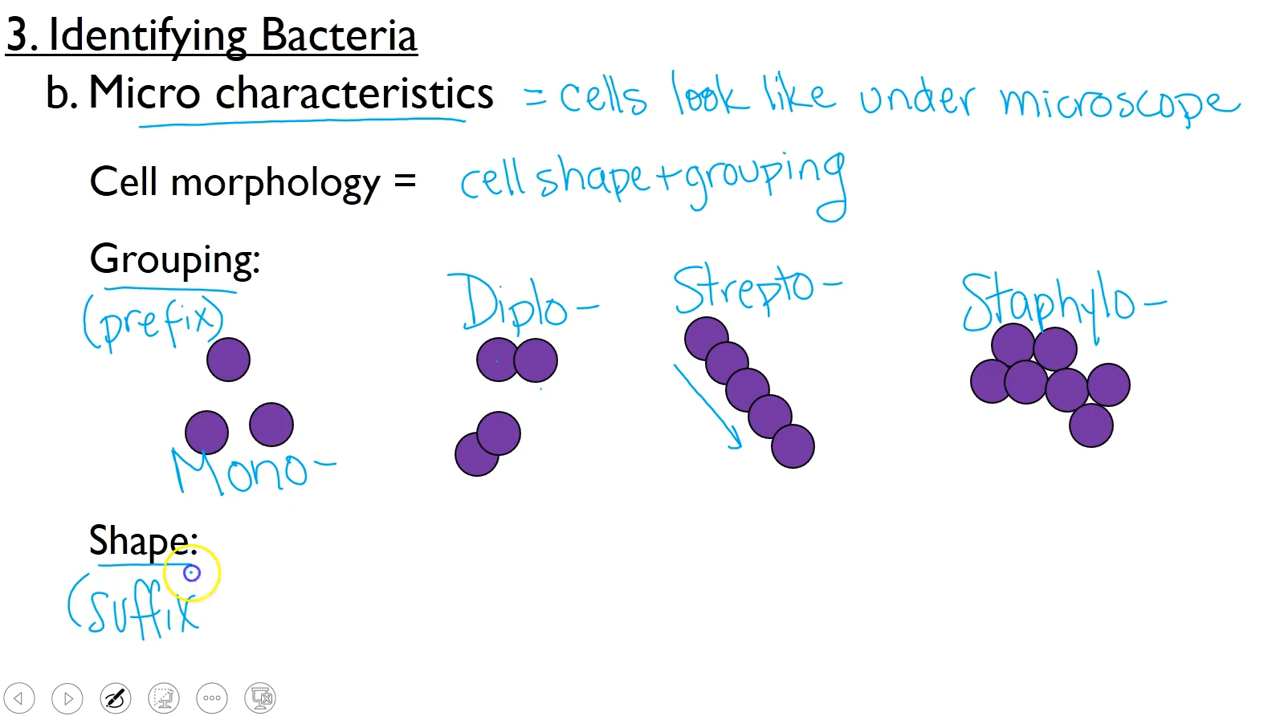 3. Identifying Bacteria
b. Micro characteristics = cells look like under microscope
Cell morphology = cell shape + grouping
Grouping:
(prefix)
Diplo-
Strepto-
Staphylo-
Mono-
Shape:
(suffix